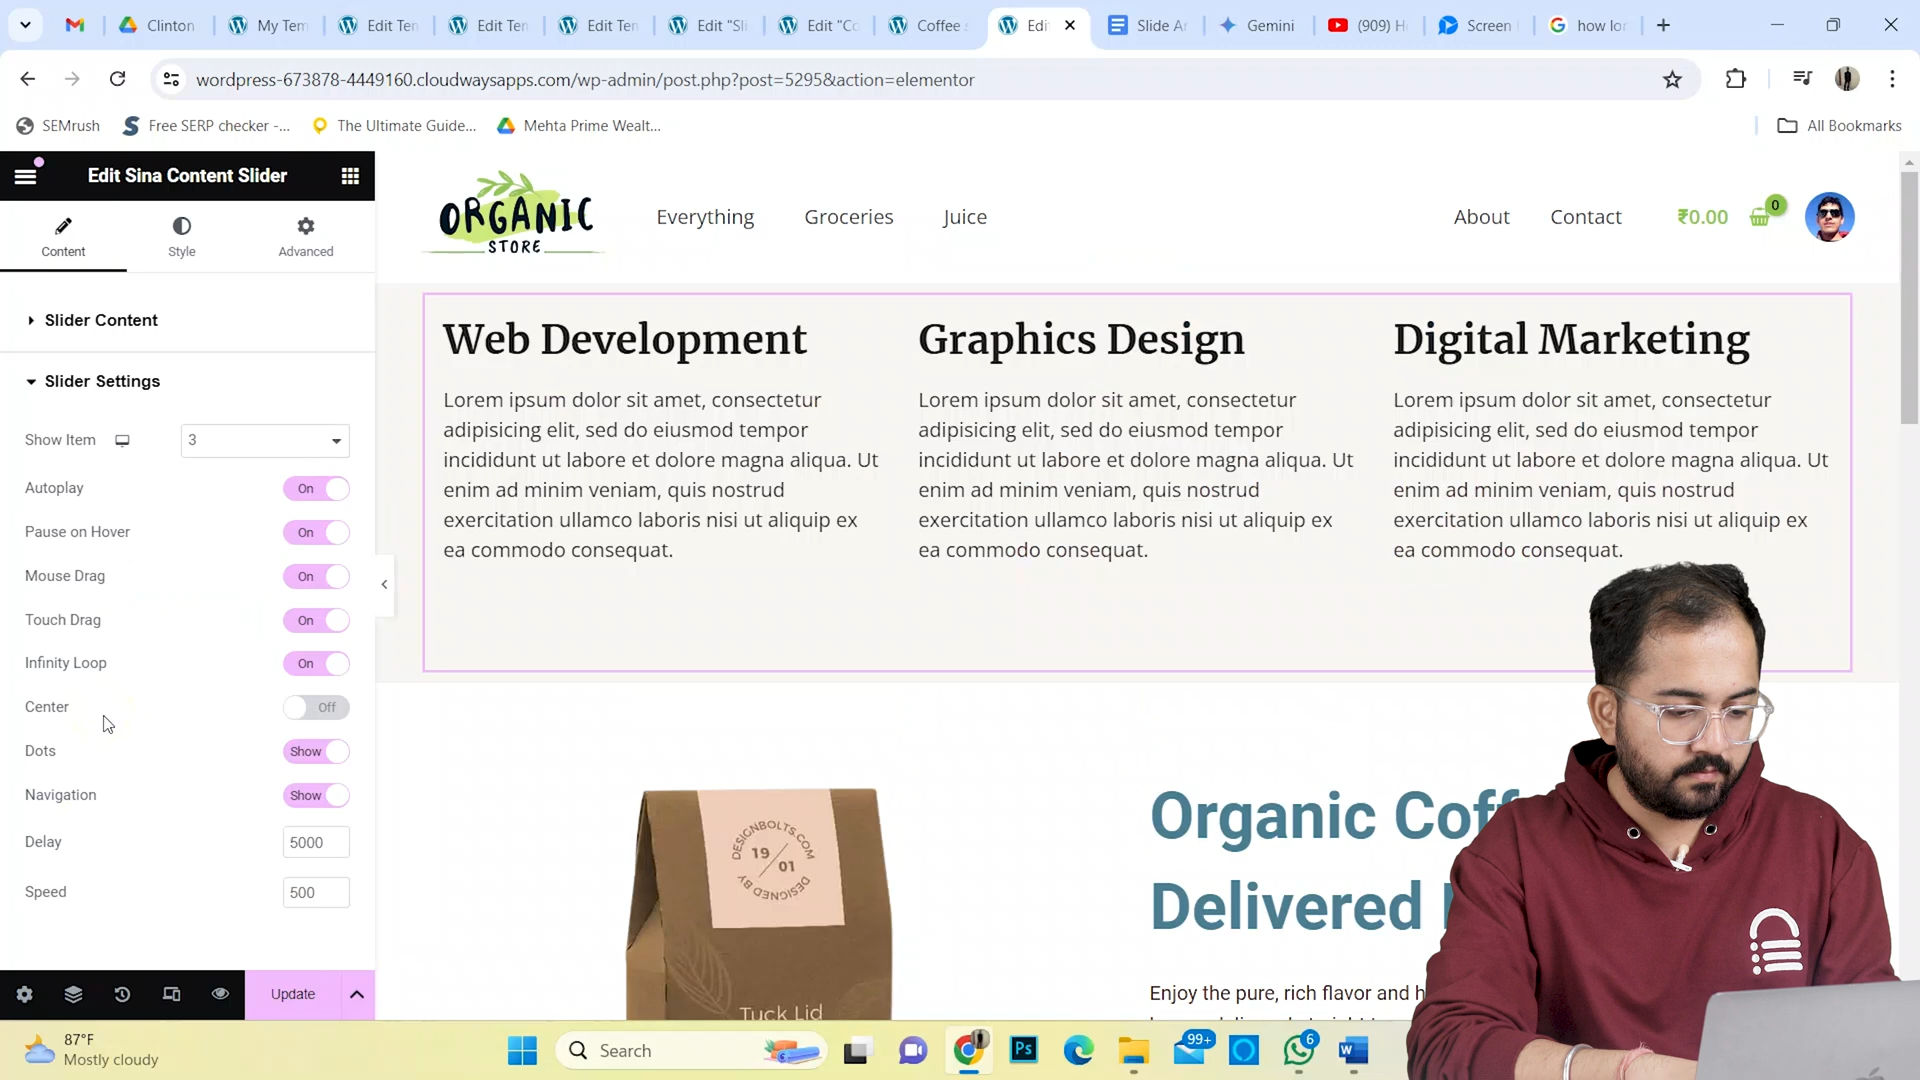 Clinton
My Tem
Edit Ten
Edit Ten
Edit Ten
Edit "Sli
Edit "Co
Coffee s
Edi
Slide Ar
Gemini
(909) H
Screen
how lor
wordpress-673878-4449160.cloudwaysapps.com/wp-admin/post.php?post=5295&action=elementor
SEMrush
Free SERP checker -...
The Ultimate Guide...
Mehta Prime Wealt...
All Bookmarks
Edit Sina Content Slider
Content
Style
Advanced
Slider Content
Slider Settings
Show Item
3
Autoplay
On
Pause on Hover
On
Mouse Drag
On
Touch Drag
On
Infinity Loop
On
Center
Off
Dots
Show
Navigation
Show
Delay
5000
Speed
500
Update
ORGANIC
STORE
Everything
Groceries
Juice
About
Contact
₹0.00
0
Web Development
Lorem ipsum dolor sit amet, consectetur
adipisicing elit, sed do eiusmod tempor
incididunt ut labore et dolore magna aliqua. Ut
enim ad minim veniam, quis nostrud
exercitation ullamco laboris nisi ut aliquip ex
ea commodo consequat.
Graphics Design
Lorem ipsum dolor sit amet, consectetur
adipisicing elit, sed do eiusmod tempor
incididunt ut labore et dolore magna aliqua. Ut
enim ad minim veniam, quis nostrud
exercitation ullamco laboris nisi ut aliquip ex
ea commodo consequat.
Digital Marketing
Lorem ipsum dolor sit amet, consectetur
adipisicing elit, sed do eiusmod tempor
incididunt ut labore et dolore magna aliqua. Ut
enim ad minim veniam, quis nostrud
exercitation ullamco laboris nisi ut aliquip ex
ea commodo consequat.
DESIGNBOLTS.COM
19
01
DESIGNED BY
Tuck Lid
Organic Coff
Delivered
Enjoy the pure, rich flavor and h
87°F
Mostly cloudy
Search
Ps
99+
6